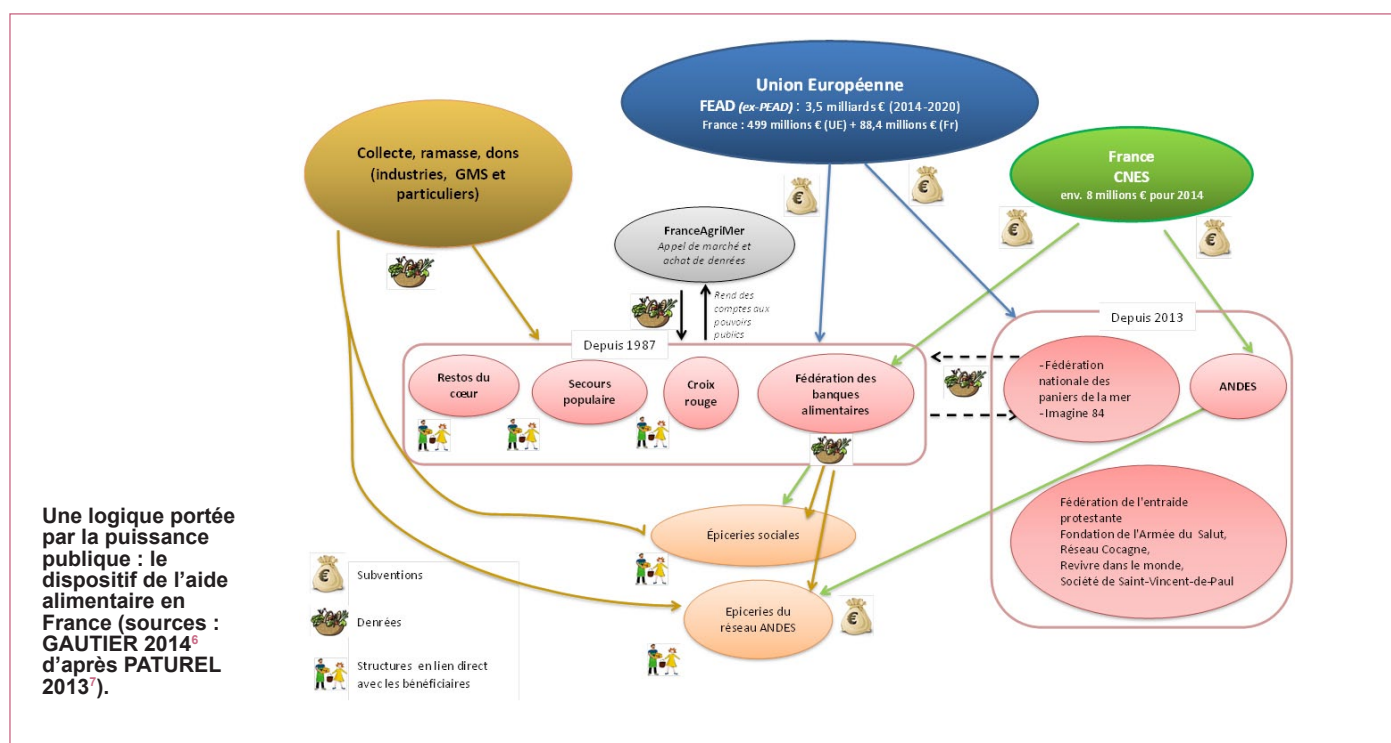 Union Européenne
FEAD (ex-PEAD) : 3,5 milliards € (2014-2020)
France : 499 millions € (UE) + 88,4 millions € (Fr)
Collecte, ramasse, dons
(industries, GMS et
particuliers)
France
CNES
env. 8 millions € pour 2014
€
€
€
€
FranceAgriMer
Appel de marché et
achat de denrées
Rend des
comptes aux
pouvoirs
publics
Depuis 1987
Depuis 2013
Restos du
cœur
Secours
populaire
Croix
rouge
Fédération des
banques
alimentaires
-Fédération
nationale des
paniers de la mer
-Imagine 84
ANDES
Fédération de l'entraide
protestante
Fondation de l'Armée du Salut,
Réseau Cocagne,
Revivre dans le monde,
Société de Saint-Vincent-de-Paul
Épiceries sociales
Epiceries du
réseau ANDES
€
€
Subventions
Denrées
Structures en lien direct
avec les bénéficiaires
Une logique portée
par la puissance
publique : le
dispositif de l’aide
alimentaire en
France (sources :
GAUTIER 2014⁶
d’après PATUREL
2013⁷).